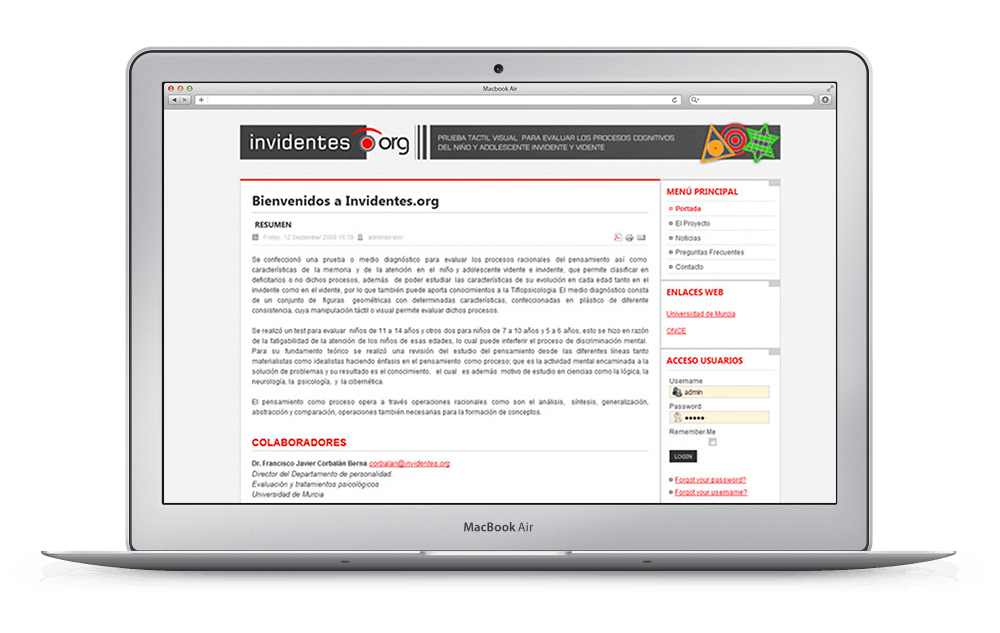 Macbook Air
invidentes org
PRUEBA TACTIL VISUAL PARA EVALUAR LOS PROCESOS COGNITIVOS
DEL NIÑO Y ADOLESCENTE INVIDENTE Y VIDENTE
Bienvenidos a Invidentes.org
RESUMEN
Friday, 12 September 2008 10:39 administrator
Se confeccionó una prueba o medio diagnóstico para evaluar los procesos racionales del pensamiento así como
características de la memoria y de la atención en el niño y adolescente vidente e invidente, que permite clasificar en
deficitarios o no dichos procesos, además de poder estudiar las características de su evolución en cada edad tanto en el
invidente como en el vidente, por lo que también puede aporta conocimientos a la Tiflopsicologia. El medio diagnóstico consta
de un conjunto de figuras geométricas con determinadas características, confeccionadas en plástico de diferente
consistencia, cuya manipulación táctil o visual permite evaluar dichos procesos.
Se realizó un test para evaluar niños de 11 a 14 años y otros dos para niños de 7 a 10 años y 5 a 6 años, esto se hizo en razón
de la fatigabilidad de la atención de los niños de esas edades, lo cual puede interferir el proceso de discriminación mental.
Para su fundamento teórico se realizó una revisión del estudio del pensamiento desde las diferentes líneas tanto
materialistas como idealistas haciendo énfasis en el pensamiento como proceso; que es la actividad mental encaminada a la
solución de problemas y su resultado es el conocimiento, el cual es además motivo de estudio en ciencias como la lógica, la
neurología, la psicología, y la cibernética.
El pensamiento como proceso opera a través operaciones racionales como son el análisis, síntesis, generalización,
abstracción y comparación, operaciones también necesarias para la formación de conceptos.
COLABORADORES
Dr. Francisco Javier Corbalán Berna corbalan@invidentes.org
Director del Departamento de personalidad.
Evaluación y tratamientos psicológicos
Universidad de Murcia
MENÚ PRINCIPAL
Portada
El Proyecto
Noticias
Preguntas Frecuentes
Contacto
ENLACES WEB
Universidad de Murcia
ONCE
ACCESO USUARIOS
Username
admin
Password
•••••
Remember Me
LOGIN
Forgot your password?
Forgot your username?
MacBook Air